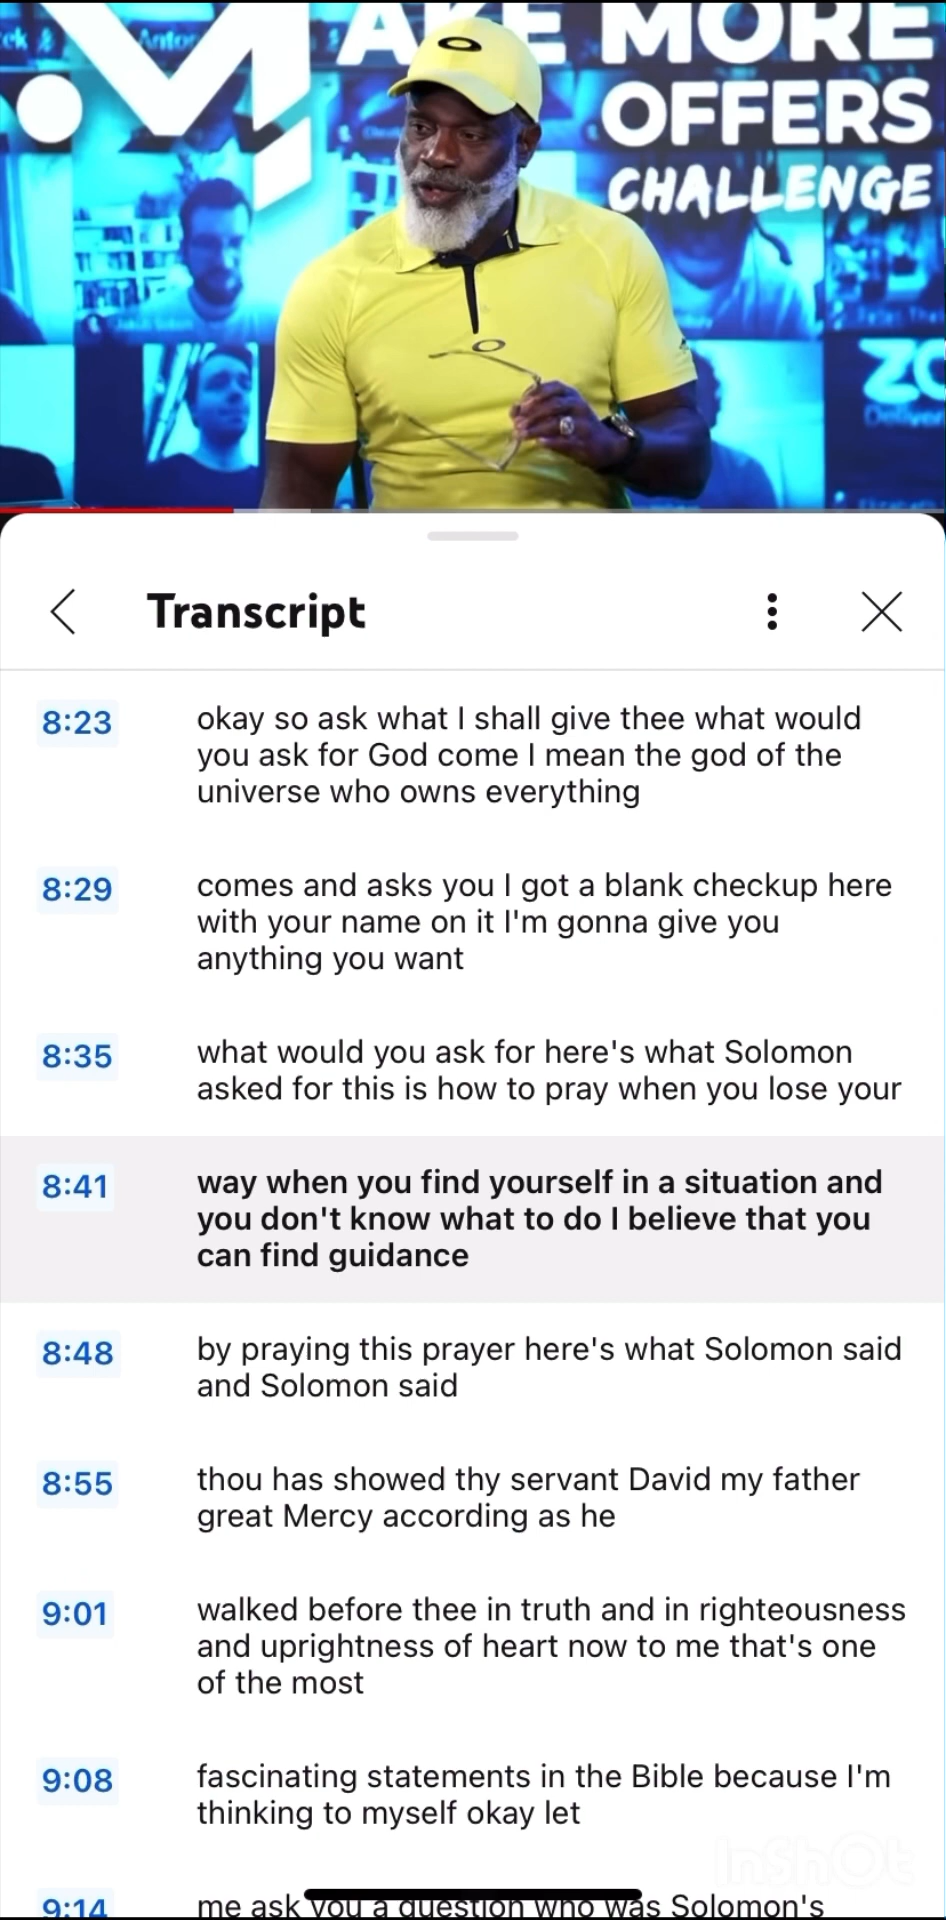 MAKE MORE
OFFERS
CHALLENGE
ZO
Transcript
8:23
okay so ask what I shall give thee what would
you ask for God come I mean the god of the
universe who owns everything
8:29
comes and asks you I got a blank checkup here
with your name on it I'm gonna give you
anything you want
8:35
what would you ask for here's what Solomon
asked for this is how to pray when you lose your
8:41
way when you find yourself in a situation and
you don't know what to do I believe that you
can find guidance
8:48
by praying this prayer here's what Solomon said
and Solomon said
8:55
thou has showed thy servant David my father
great Mercy according as he
9:01
walked before thee in truth and in righteousness
and uprightness of heart now to me that's one
of the most
9:08
fascinating statements in the Bible because I'm
thinking to myself okay let
9:14
me ask you a question who was Solomon's
InShOt